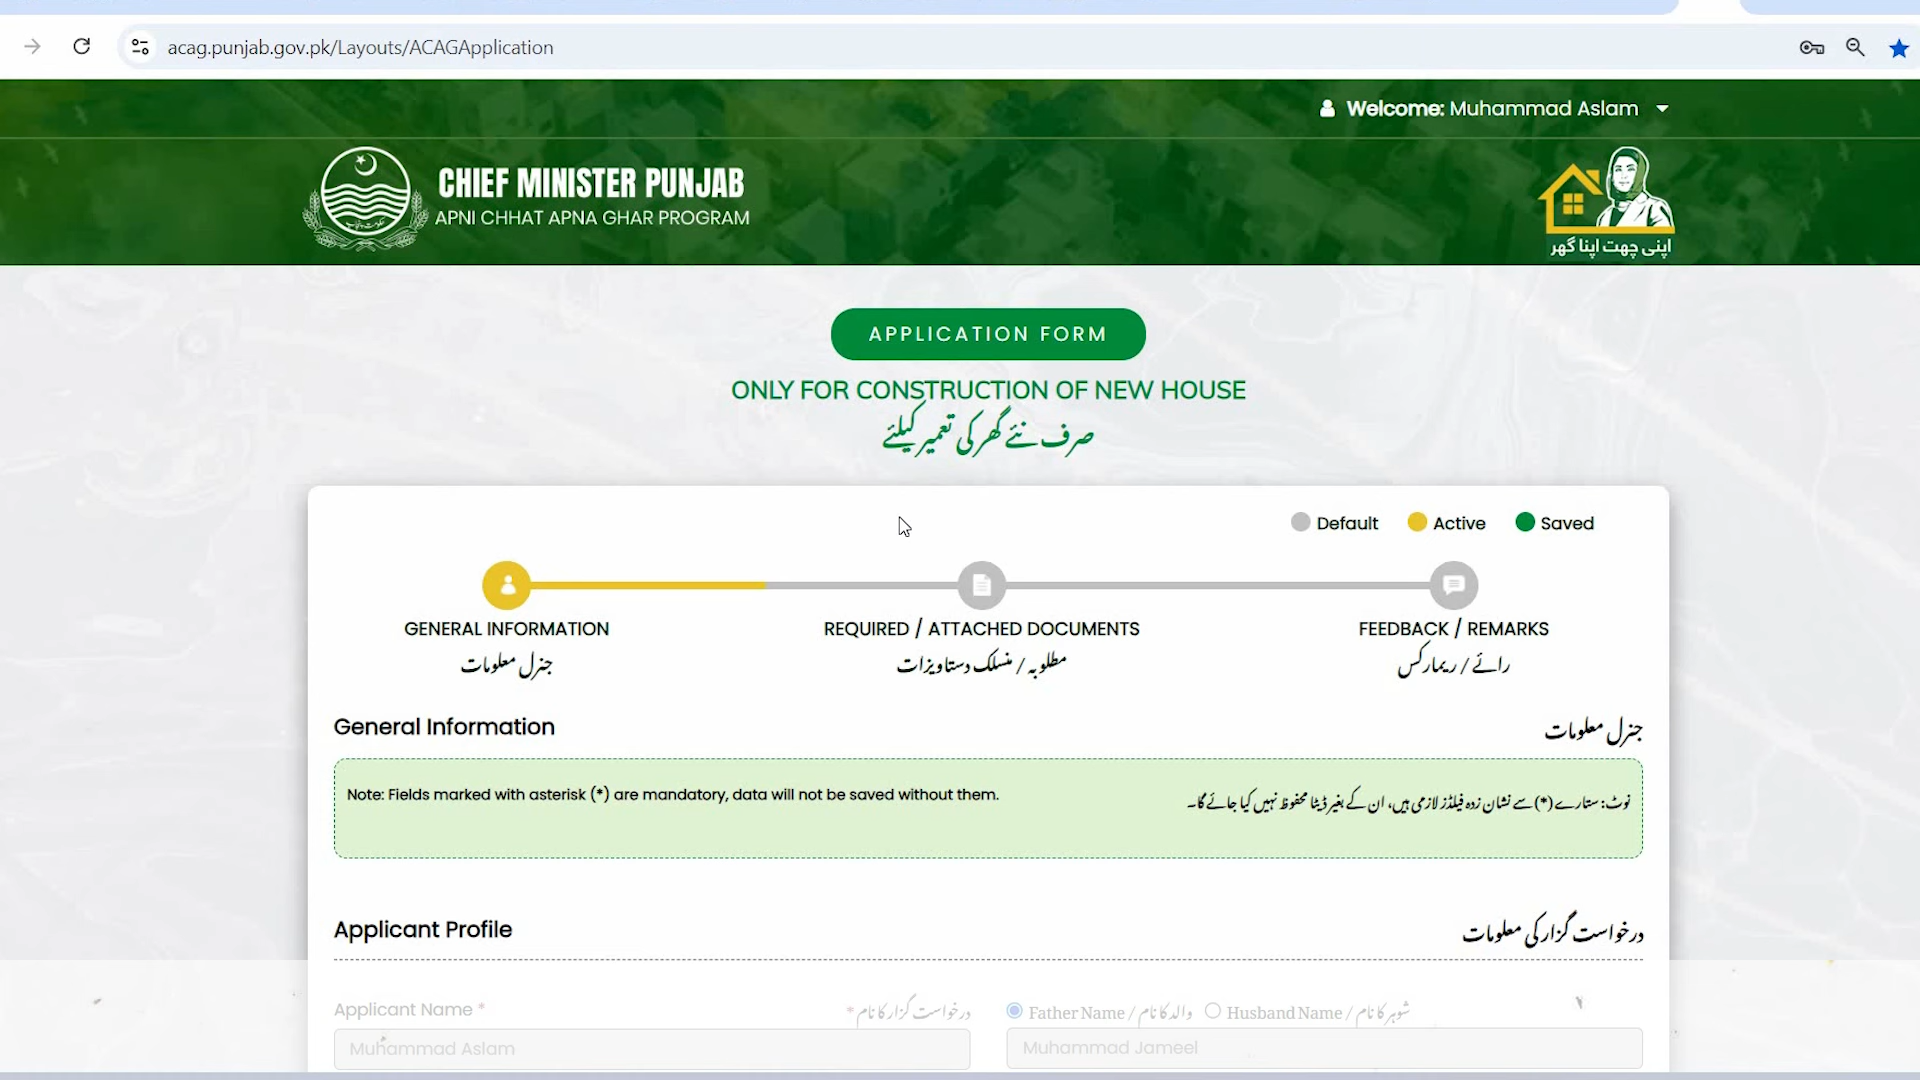 acag.punjab.gov.pk/Layouts/ACAGApplication
Welcome: Muhammad Aslam
CHIEF MINISTER PUNJAB
APNI CHHAT APNA GHAR PROGRAM
اپنی چھت اپنا گھر
APPLICATION FORM
ONLY FOR CONSTRUCTION OF NEW HOUSE
صرف نئے گھر کی تعمیر کیلئے
Default Active Saved
GENERAL INFORMATION
جنرل معلومات
REQUIRED / ATTACHED DOCUMENTS
مطلوبہ / منسلک دستاویزات
FEEDBACK / REMARKS
رائے / ریمارکس
General Information
جنرل معلومات
Note: Fields marked with asterisk (*) are mandatory, data will not be saved without them.
نوٹ: ستارے (*) سے نشان زدہ فیلڈز لازمی ہیں، ان کے بغیر ڈیٹا محفوظ نہیں کیا جائے گا۔
Applicant Profile
درخواست گزار کی معلومات
Applicant Name *
درخواست گزار کا نام *
Father Name / والد کا نام
Husband Name / شوہر کا نام
Muhammad Aslam
Muhammad Jameel